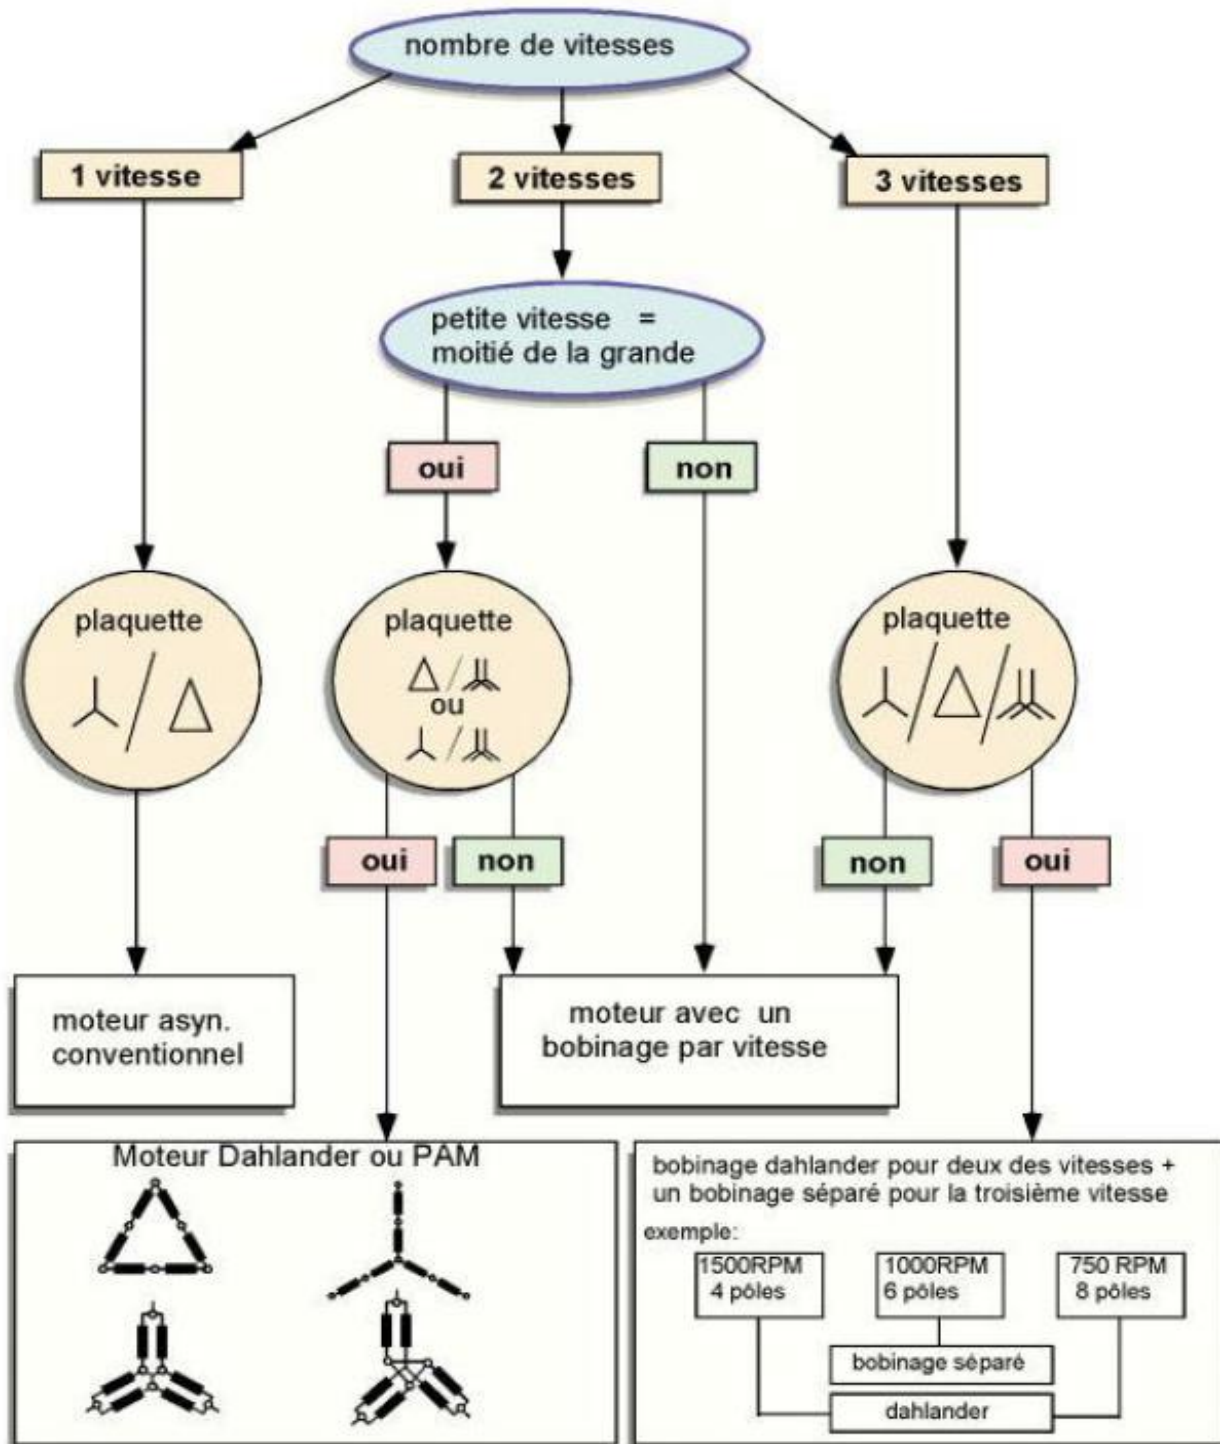 nombre de vitesses
1 vitesse
2 vitesses
3 vitesses
petite vitesse =
moitié de la grande
oui
non
plaquette
plaquette
ou
plaquette
oui
non
non
oui
moteur asyn.
conventionnel
moteur avec un
bobinage par vitesse
Moteur Dahlander ou PAM
bobinage dahlander pour deux des vitesses +
un bobinage séparé pour la troisième vitesse
exemple:
1500RPM
4 pôles
1000RPM
6 pôles
750 RPM
8 pôles
bobinage séparé
dahlander